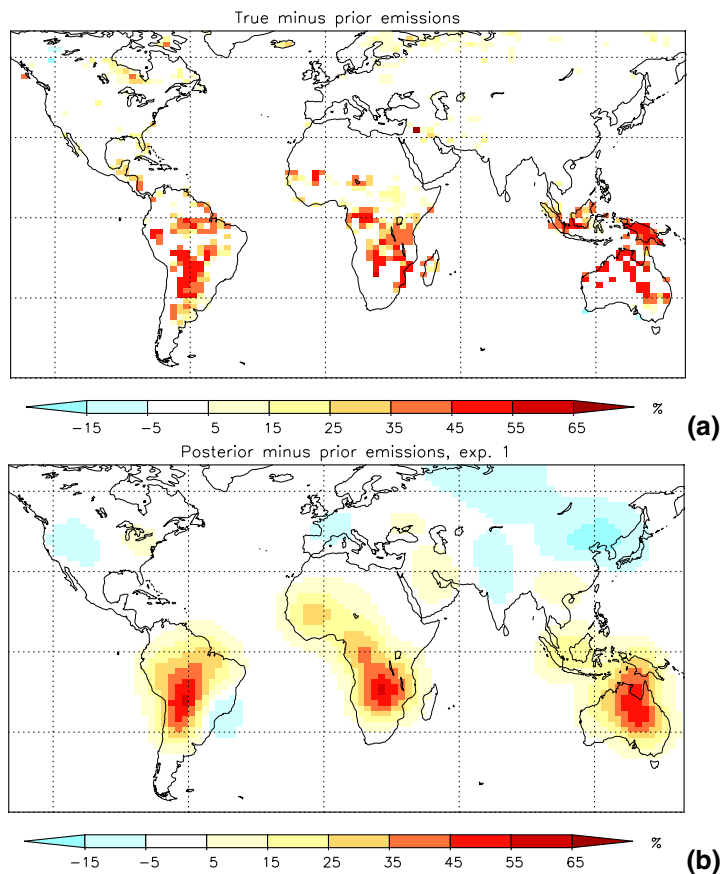 True minus prior emissions
-15 -5 5 15 25 35 45 55 65 %
(a)
Posterior minus prior emissions, exp. 1
-15 -5 5 15 25 35 45 55 65 %
(b)